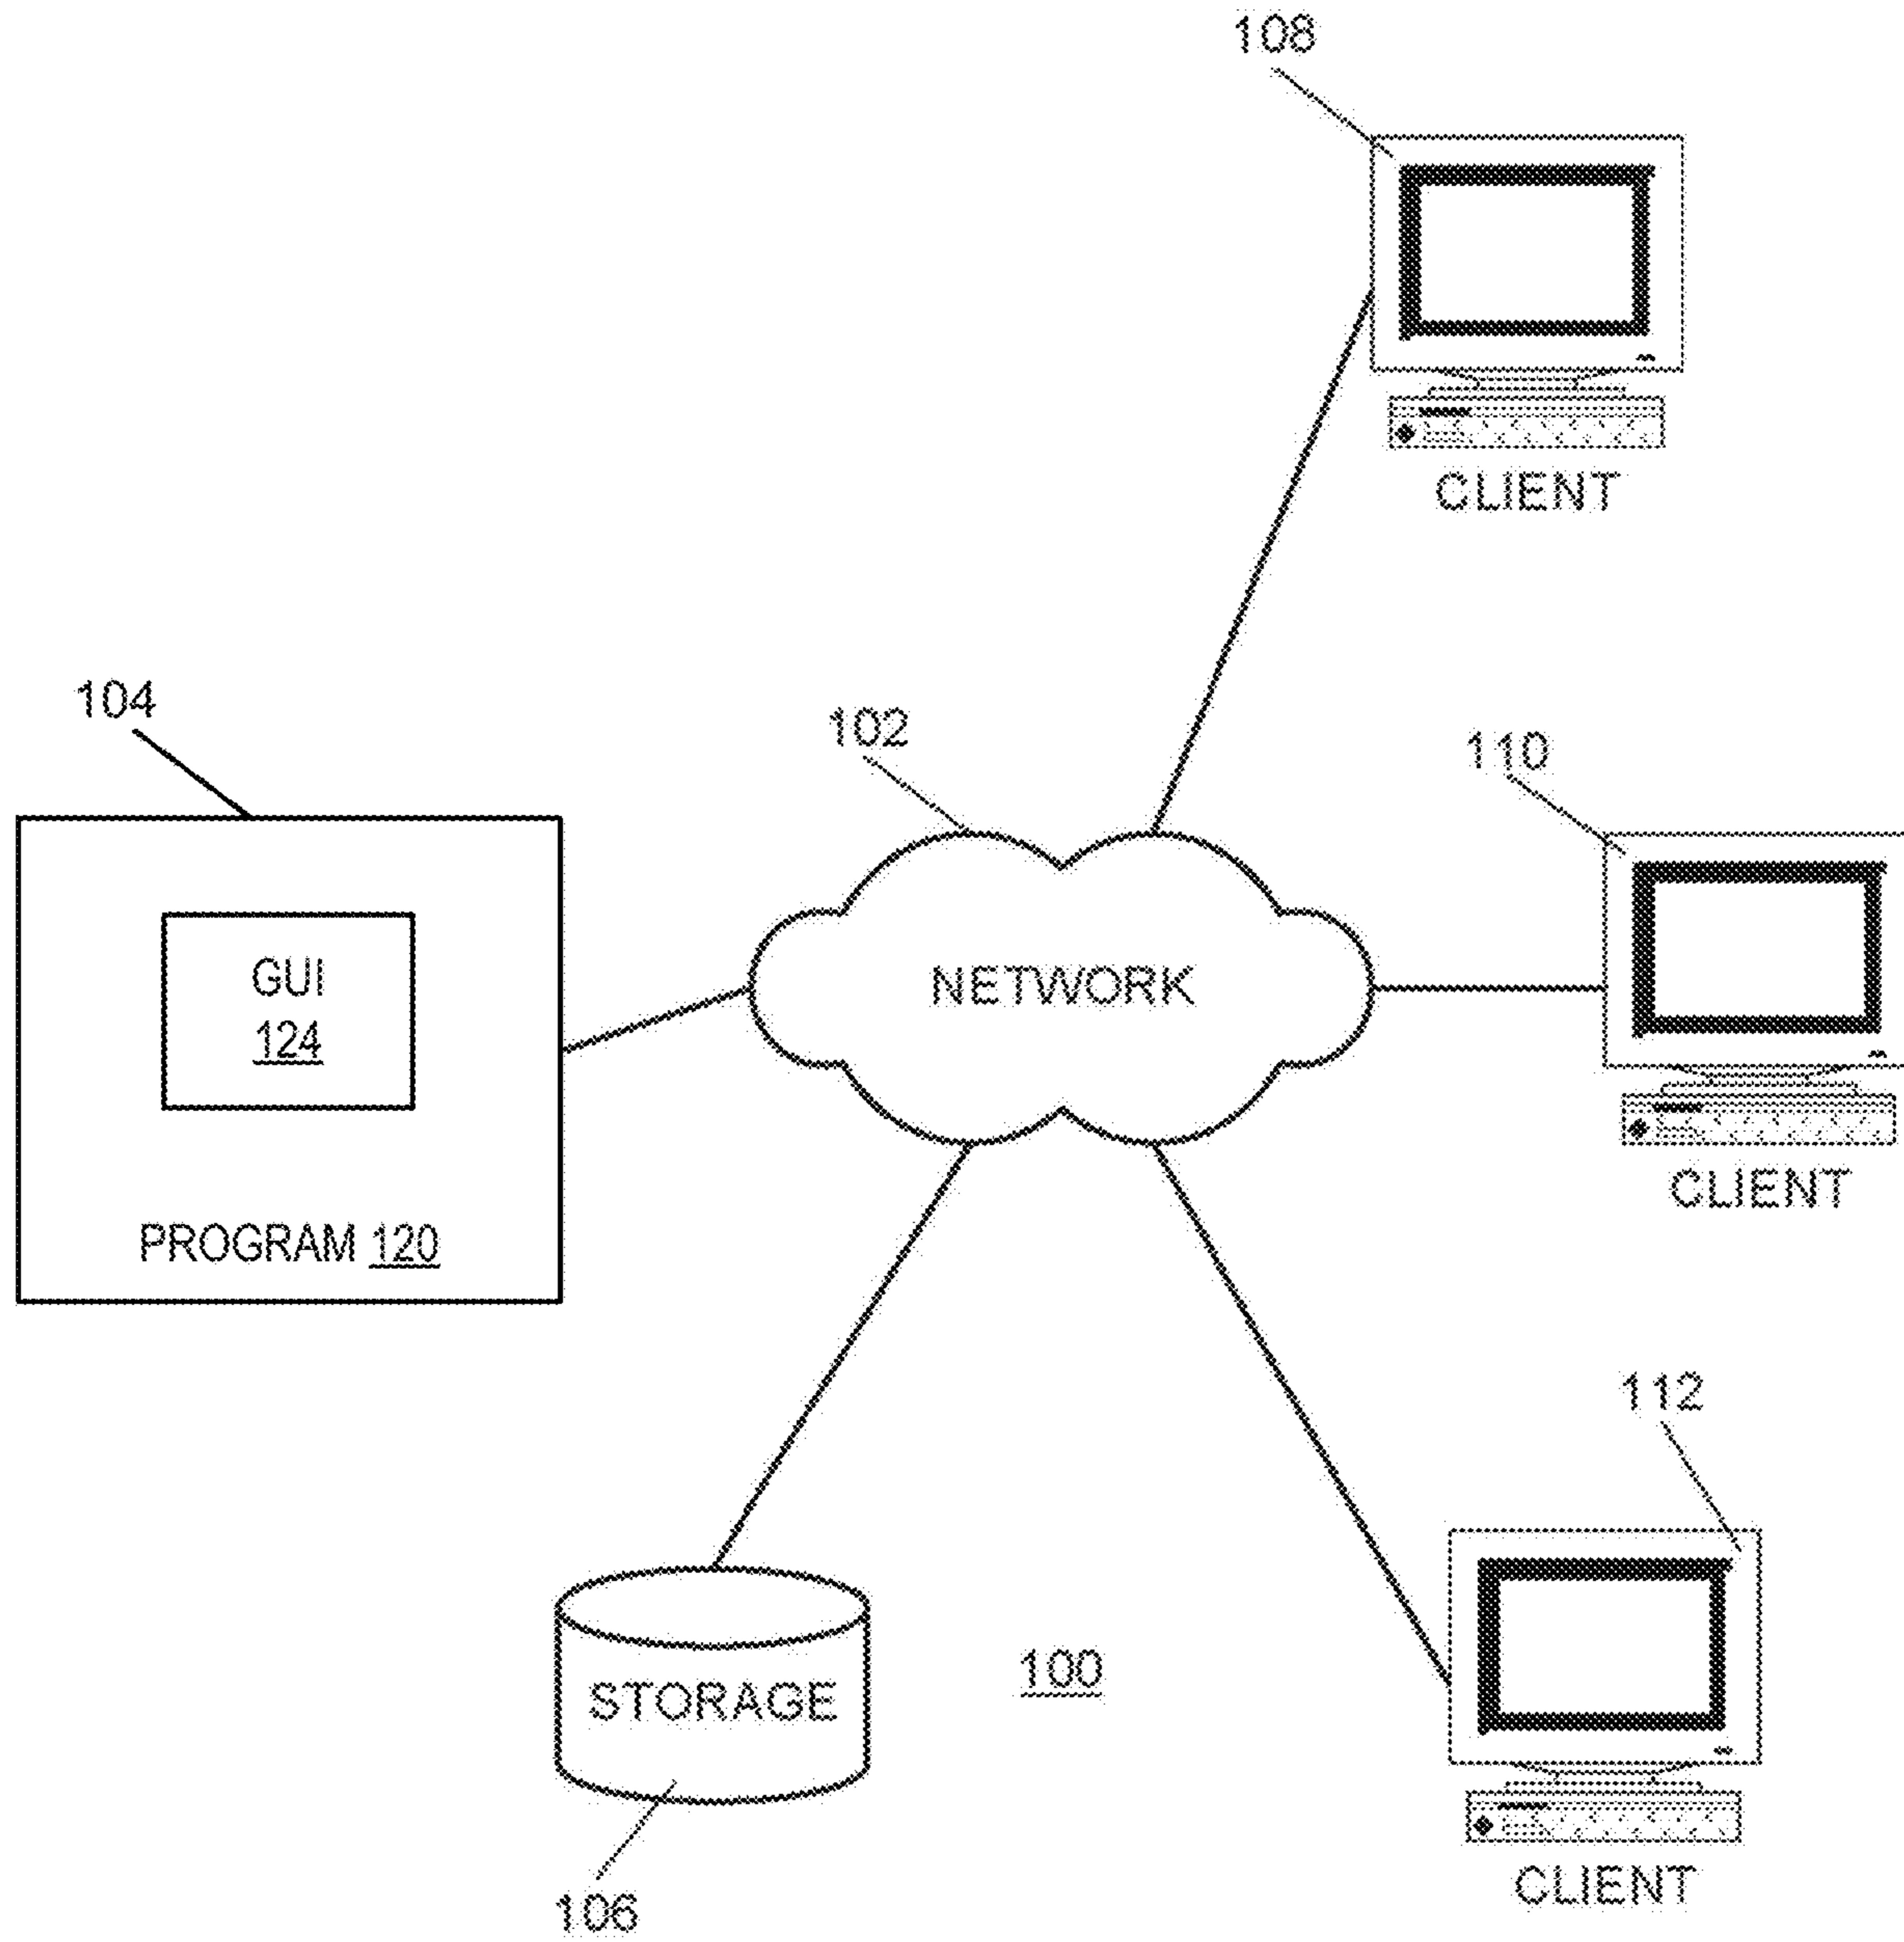 108
CLIENT
104
102
110
GUI
124
NETWORK
CLIENT
PROGRAM 120
112
STORAGE
100
106
CLIENT